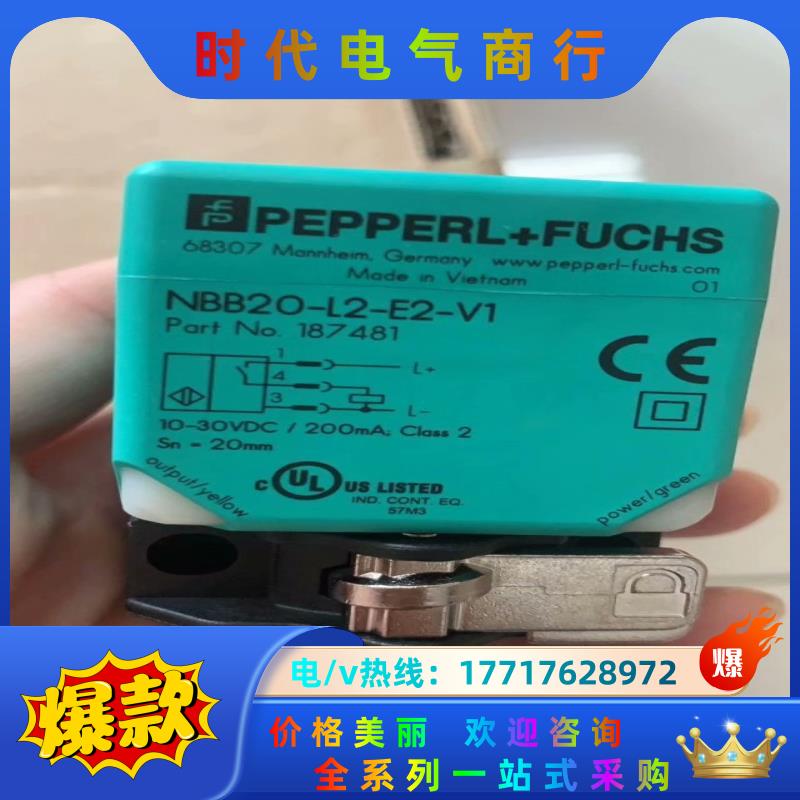 时代电气商行
PEPPERL+FUCHS
68307 Mannheim, Germany www.pepperl-fuchs.com
Made in Vietnam 01
NBB20-L2-E2-V1
Part No. 187481
1 L+
4
3 L-
10-30VDC / 200mA; Class 2
Sn = 20mm
CE
output/yellow
c UL US LISTED
IND. CONT. EQ.
57M3
power/green
爆款
电/v热线：17717628972
爆
价格美丽 欢迎咨询
全系列一站式采购